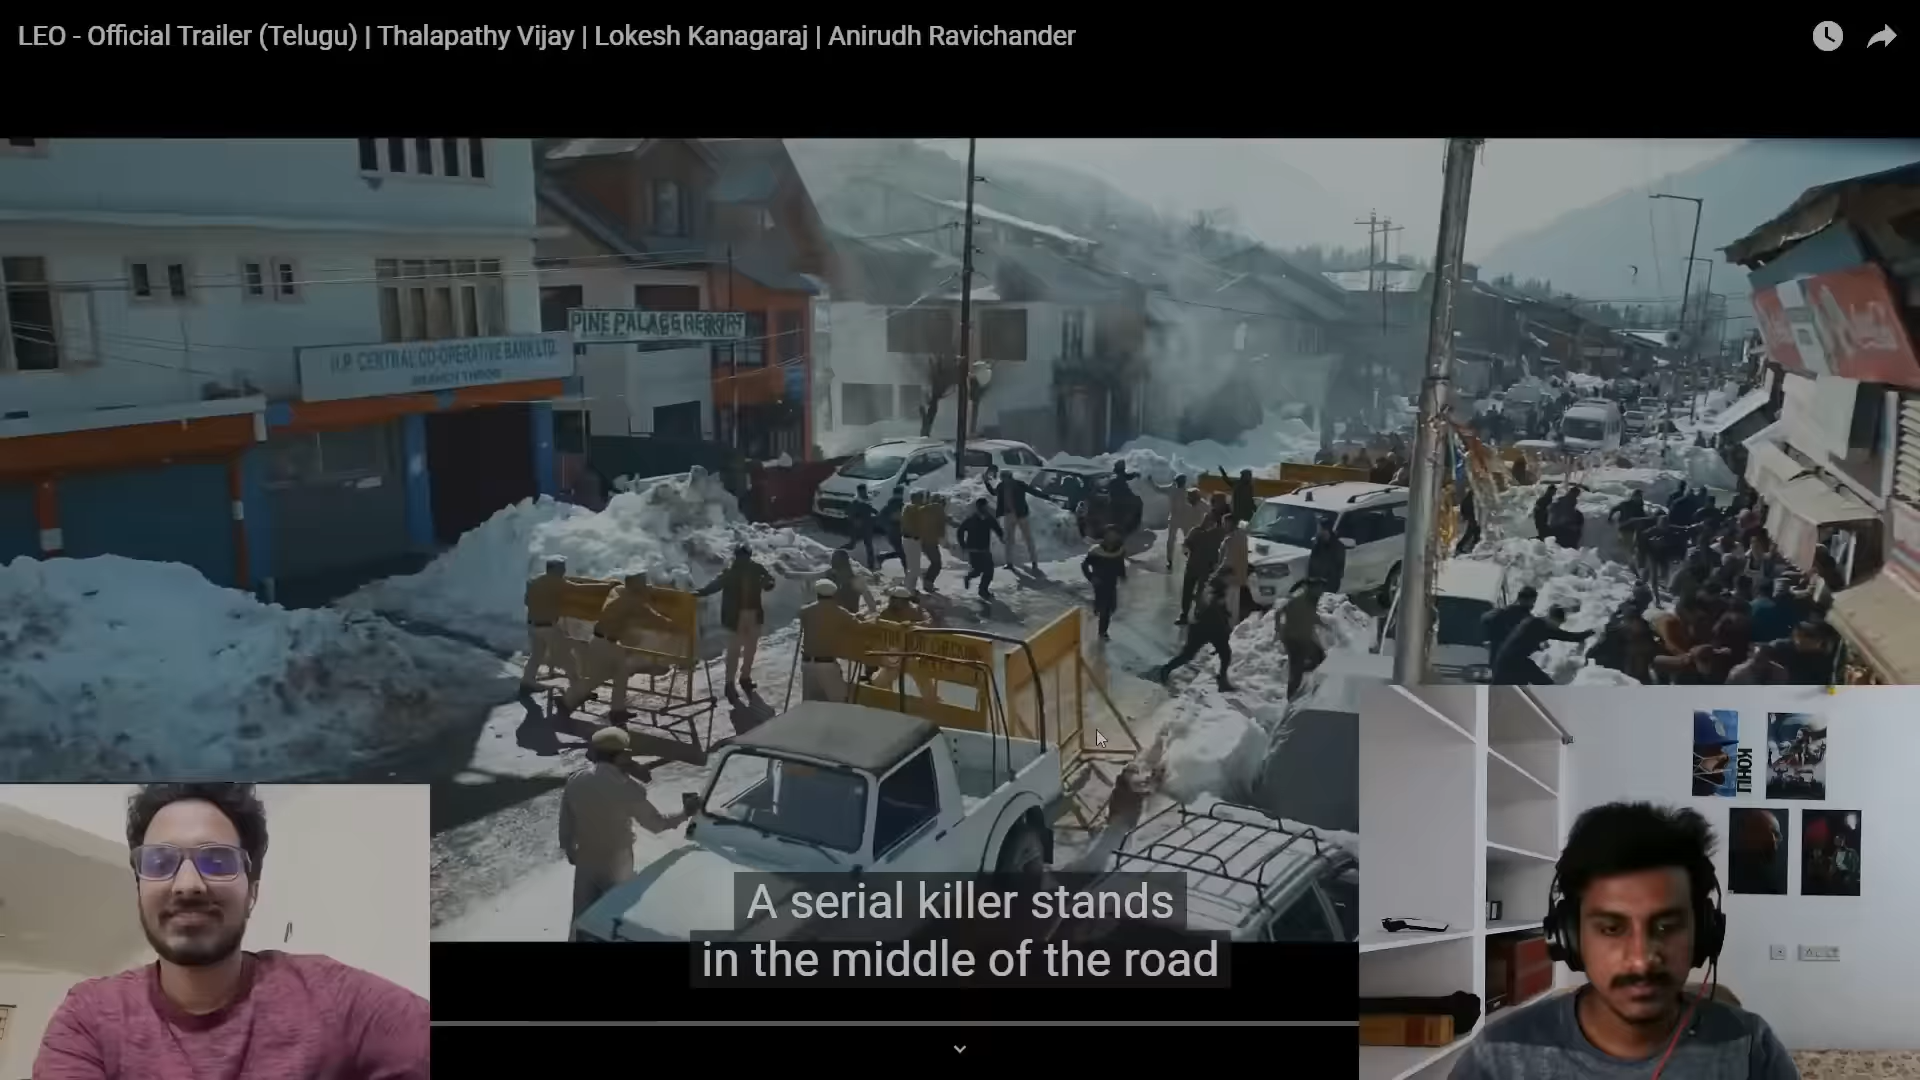 LEO - Official Trailer (Telugu) | Thalapathy Vijay | Lokesh Kanagaraj | Anirudh Ravichander
PINE PALACE RESORT
H.P. CENTRAL CO-OPERATIVE BANK LTD.
KOHLI
A serial killer stands
in the middle of the road